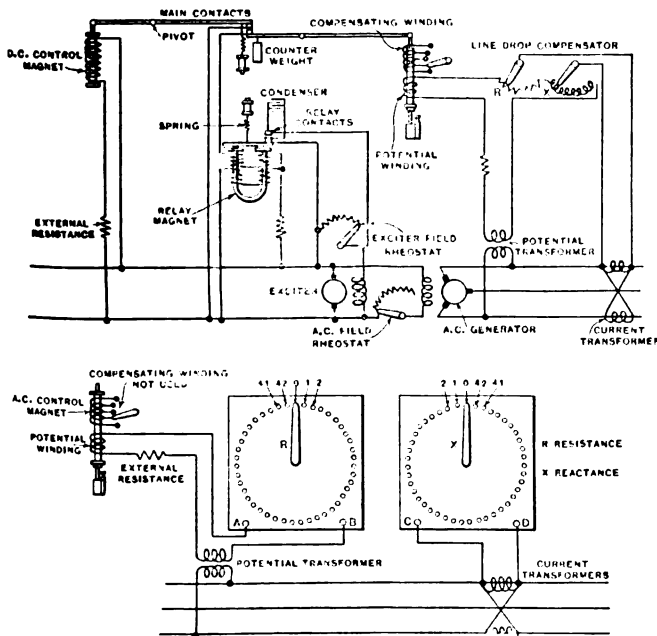 MAIN CONTACTS
PIVOT
D.C. CONTROL
MAGNET
COUNTER
WEIGHT
COMPENSATING WINDING
LINE DROP COMPENSATOR
R
X
CONDENSER
RELAY
CONTACTS
SPRING
RELAY
MAGNET
POTENTIAL
WINDING
EXTERNAL
RESISTANCE
EXCITER FIELD
RHEOSTAT
POTENTIAL
TRANSFORMER
EXCITER
A.C. FIELD
RHEOSTAT
A.C. GENERATOR
CURRENT
TRANSFORMER
COMPENSATING WINDING
NOT USED
A.C. CONTROL
MAGNET
POTENTIAL
WINDING
EXTERNAL
RESISTANCE
41 42 0 1 2
R
A
B
2 1 0 42 41
X
C
D
R RESISTANCE
X REACTANCE
POTENTIAL TRANSFORMER
CURRENT
TRANSFORMERS